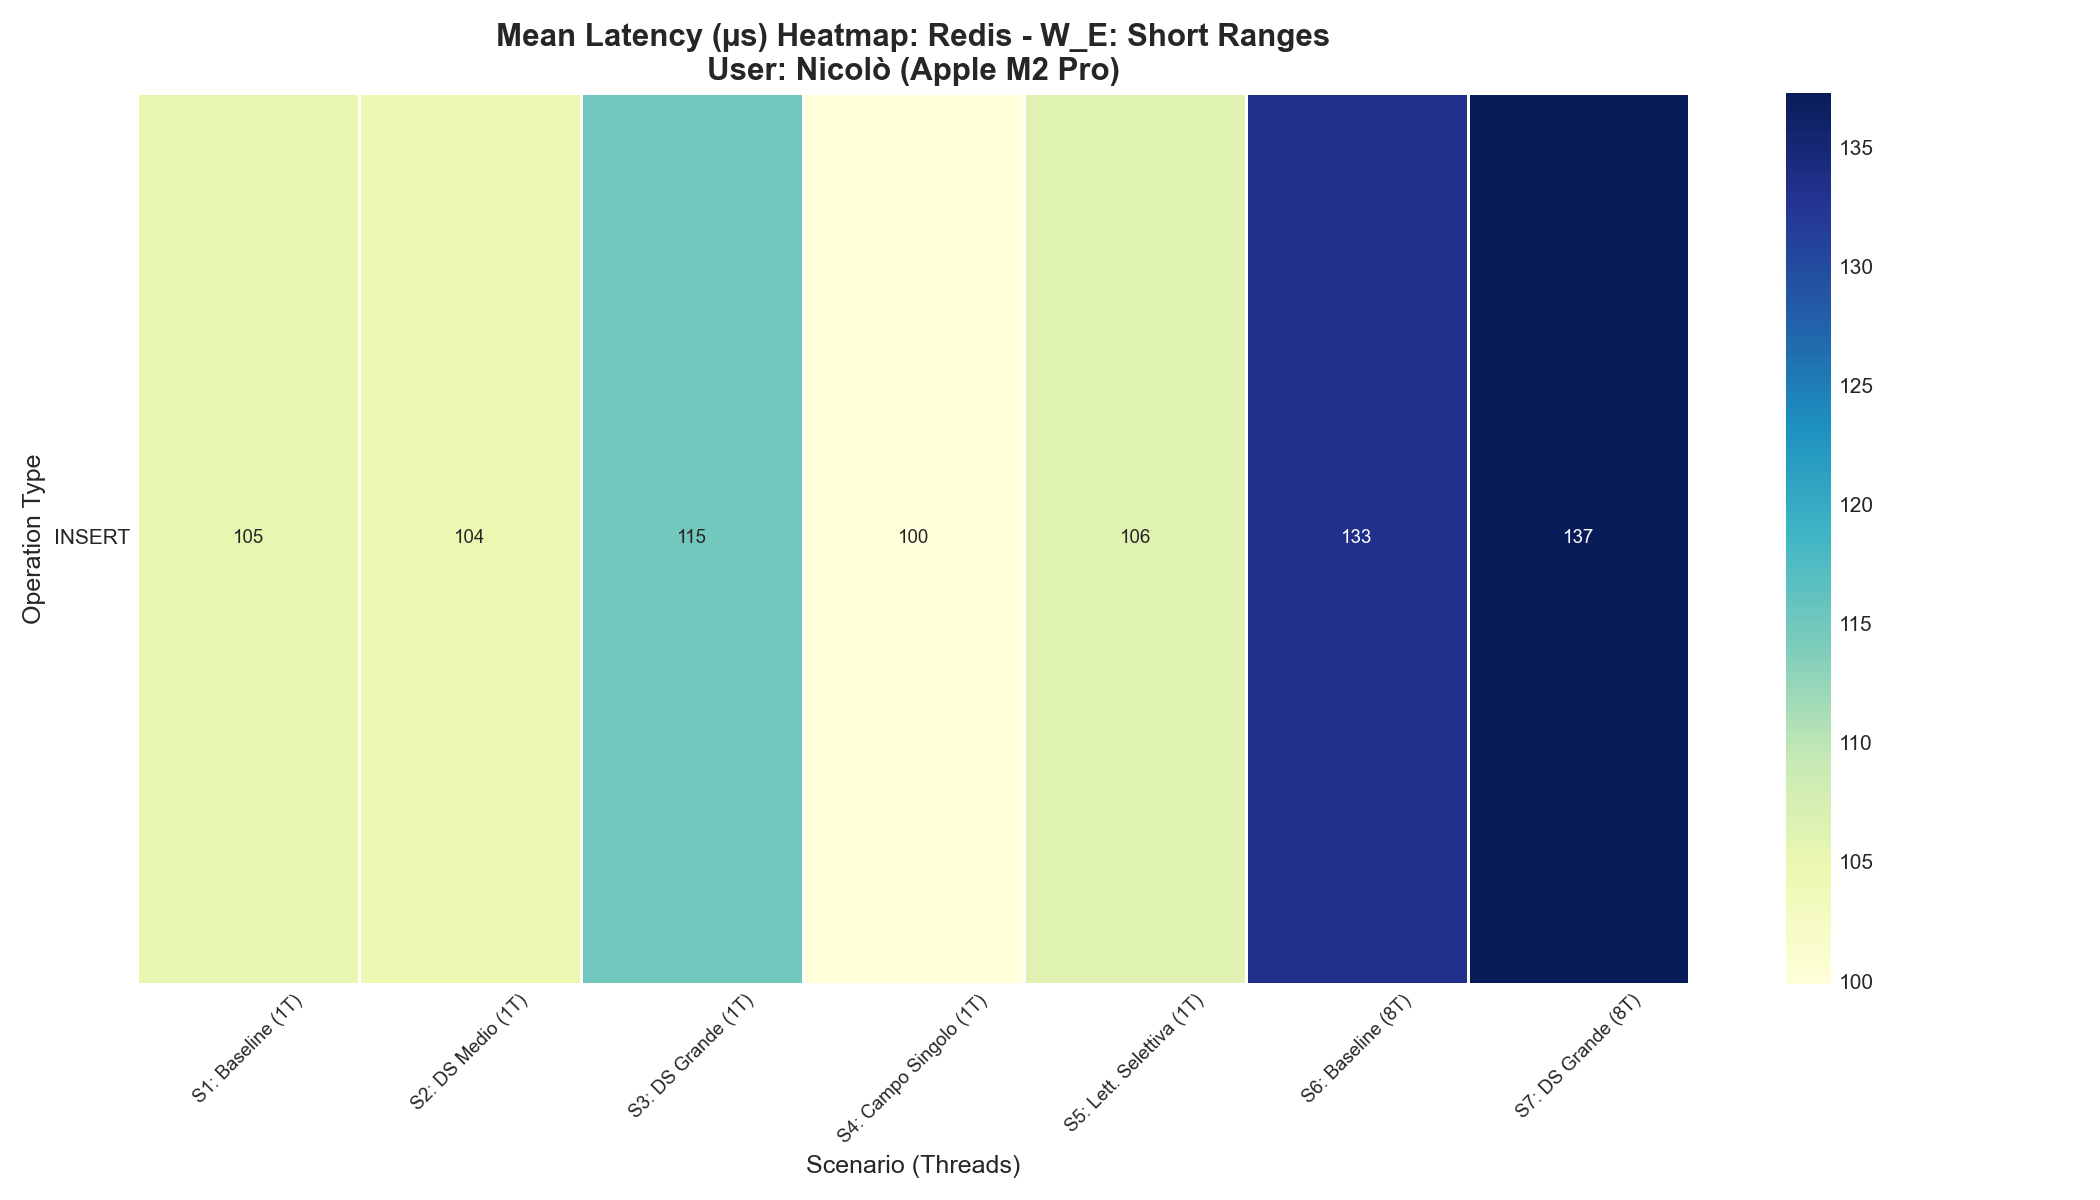 Mean Latency (µs) Heatmap: Redis - W_E: Short Ranges
User: Nicolò (Apple M2 Pro)
Operation Type
INSERT
105
104
115
100
106
133
137
S1: Baseline (1T)
S2: DS Medio (1T)
S3: DS Grande (1T)
S4: Campo Singolo (1T)
S5: Lett. Selettiva (1T)
S6: Baseline (8T)
S7: DS Grande (8T)
Scenario (Threads)
135
130
125
120
115
110
105
100